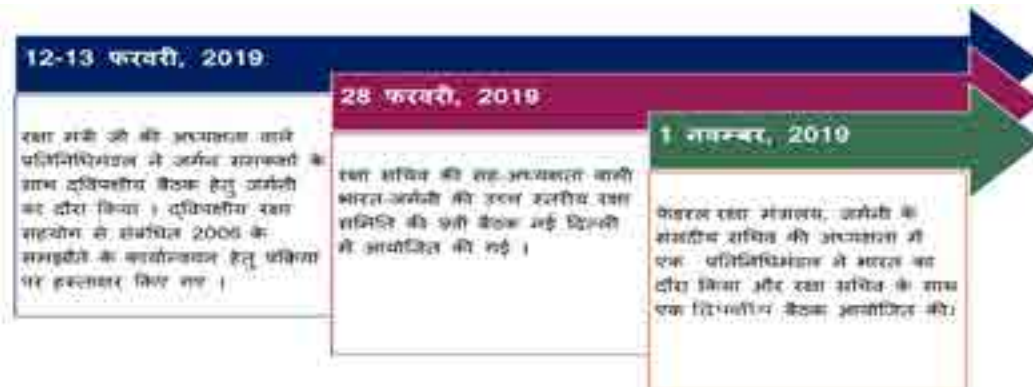 12-13 फरवरी, 2019
रक्षा मंत्री जी की अध्यक्षता वाले
प्रतिनिधिमंडल ने जर्मन समकक्षों के
साथ द्विपक्षीय बैठक हेतु जर्मनी
का दौरा किया । द्विपक्षीय रक्षा
सहयोग से संबंधित 2006 के
समझौते के कार्यान्वयन हेतु प्रक्रिया
पर हस्ताक्षर किए गए ।
28 फरवरी, 2019
रक्षा सचिव की सह-अध्यक्षता वाली
भारत-जर्मनी की उच्च स्तरीय रक्षा
समिति की 9वीं बैठक नई दिल्ली
में आयोजित की गई ।
1 नवम्बर, 2019
फेडरल रक्षा मंत्रालय, जर्मनी के
संसदीय सचिव की अध्यक्षता में
एक प्रतिनिधिमंडल ने भारत का
दौरा किया और रक्षा सचिव के साथ
एक द्विपक्षीय बैठक आयोजित की।